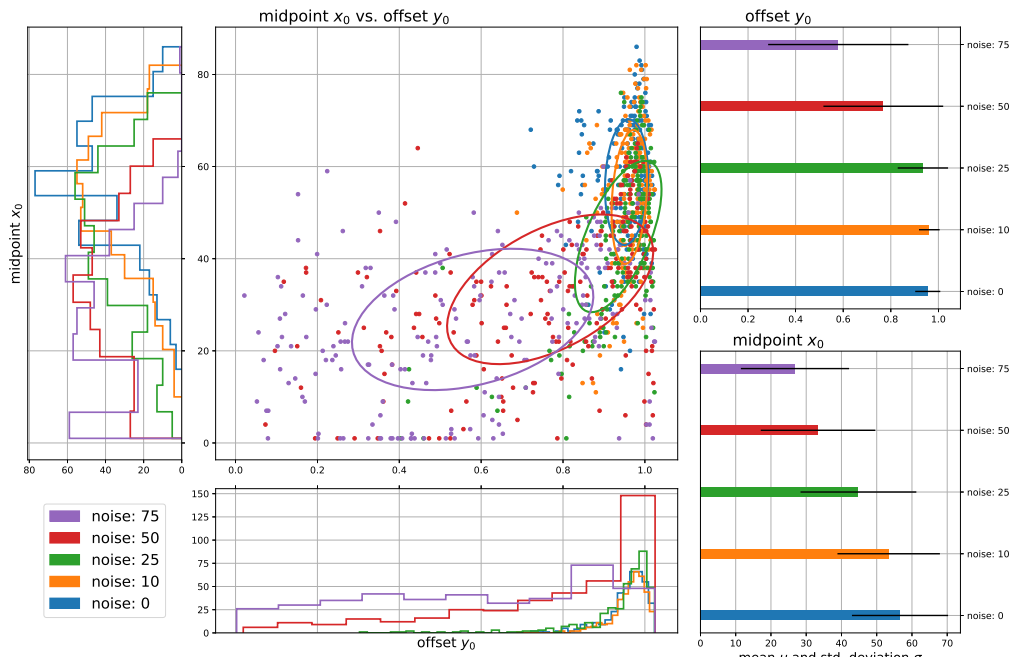 midpoint x₀ vs. offset y₀
midpoint x₀
80
60
40
20
0
0.0 0.2 0.4 0.6 0.8 1.0
80 60 40 20 0
offset y₀
noise: 75
noise: 50
noise: 25
noise: 10
noise: 0
0.0 0.2 0.4 0.6 0.8 1.0
midpoint x₀
noise: 75
noise: 50
noise: 25
noise: 10
noise: 0
0 10 20 30 40 50 60 70
mean μ and std. deviation σ
noise: 75
noise: 50
noise: 25
noise: 10
noise: 0
150
125
100
75
50
25
0
offset y₀